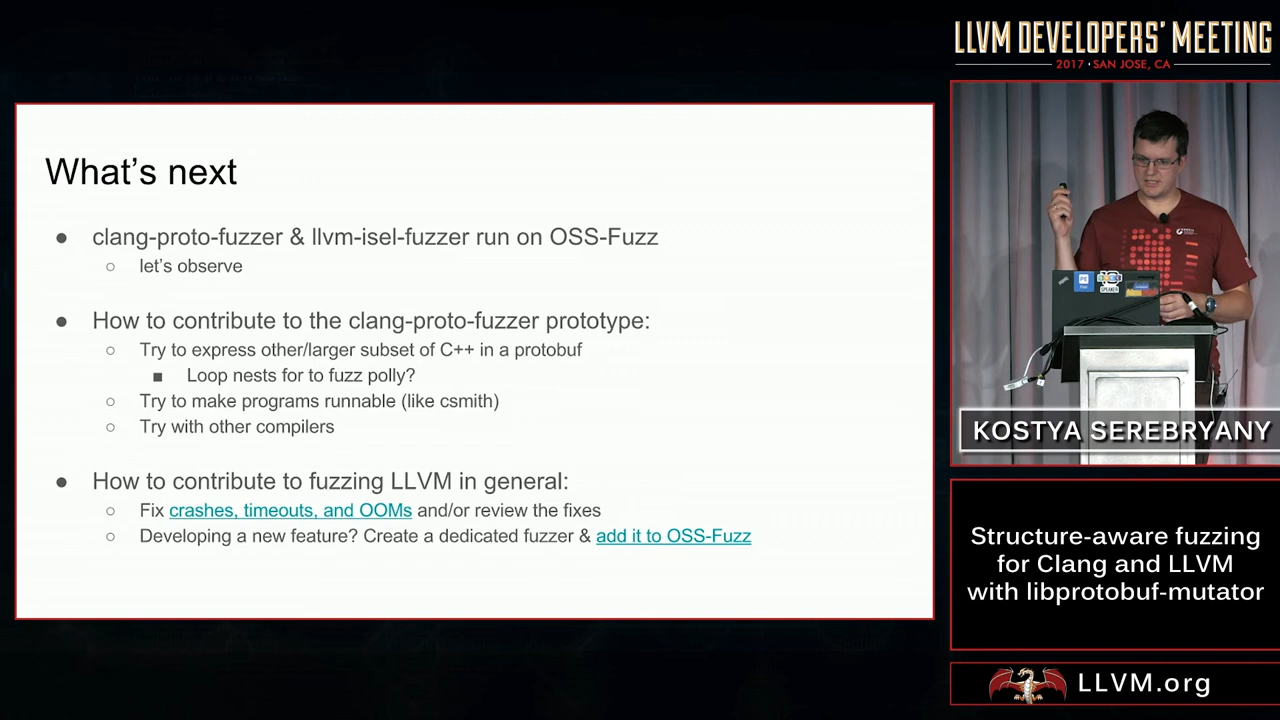 LLVM DEVELOPERS' MEETING
2017 · SAN JOSE, CA
What's next
● clang-proto-fuzzer & llvm-isel-fuzzer run on OSS-Fuzz
○ let's observe
● How to contribute to the clang-proto-fuzzer prototype:
○ Try to express other/larger subset of C++ in a protobuf
■ Loop nests for to fuzz polly?
○ Try to make programs runnable (like csmith)
○ Try with other compilers
● How to contribute to fuzzing LLVM in general:
○ Fix crashes, timeouts, and OOMs and/or review the fixes
○ Developing a new feature? Create a dedicated fuzzer & add it to OSS-Fuzz
KOSTYA SEREBRYANY
Structure-aware fuzzing
for Clang and LLVM
with libprotobuf-mutator
LLVM.org